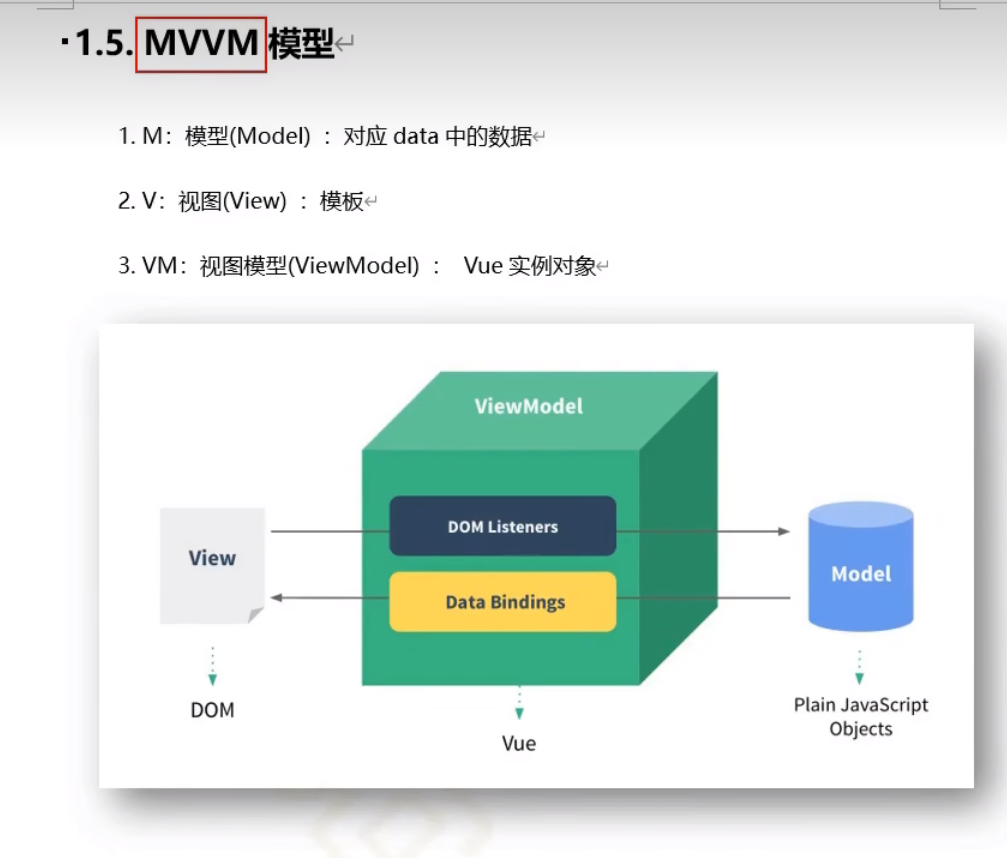 1.5. MVVM 模型
1. M：模型(Model) ：对应 data 中的数据
2. V：视图(View) ：模板
3. VM：视图模型(ViewModel) ： Vue 实例对象
ViewModel
DOM Listeners
View
Model
Data Bindings
DOM
Plain JavaScript
Objects
Vue